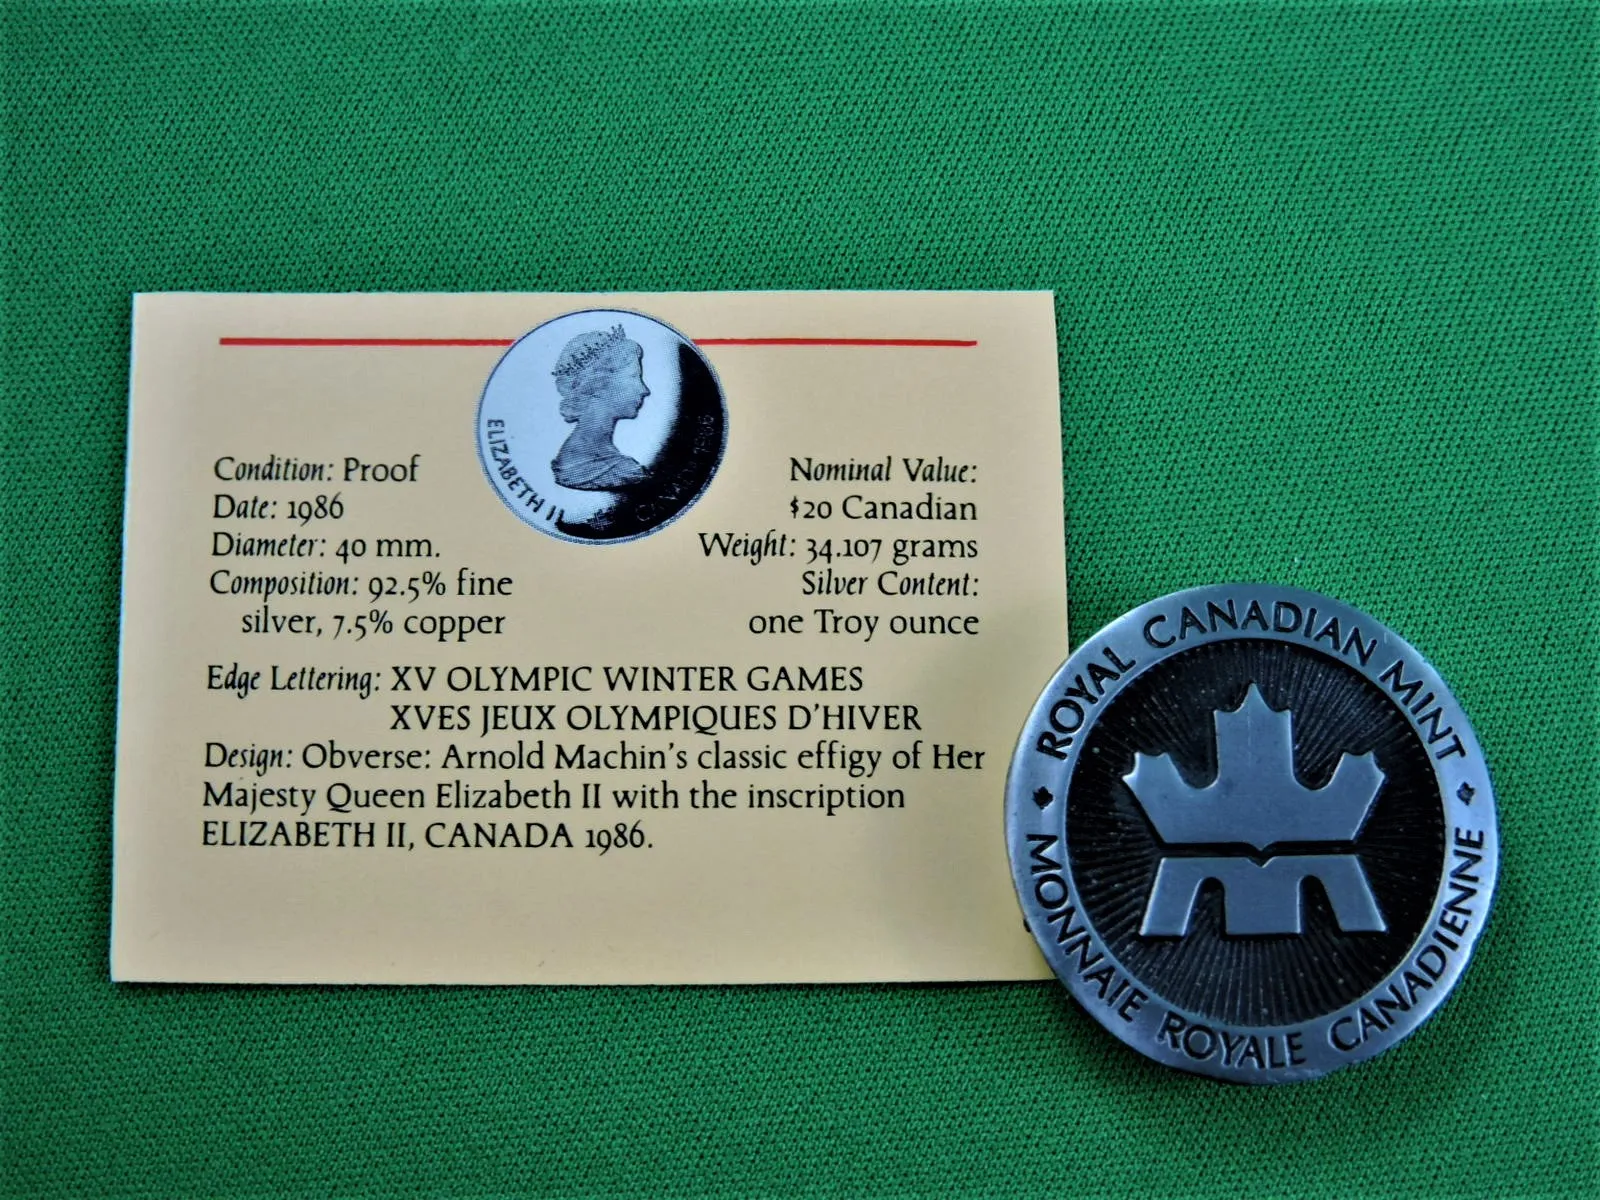 ELIZABETH II CANADA 1986
Condition: Proof
Date: 1986
Diameter: 40 mm.
Composition: 92.5% fine
silver, 7.5% copper
Nominal Value:
$20 Canadian
Weight: 34.107 grams
Silver Content:
one Troy ounce
Edge Lettering: XV OLYMPIC WINTER GAMES
XVES JEUX OLYMPIQUES D'HIVER
Design: Obverse: Arnold Machin's classic effigy of Her
Majesty Queen Elizabeth II with the inscription
ELIZABETH II, CANADA 1986.
ROYAL CANADIAN MINT
MONNAIE ROYALE CANADIENNE